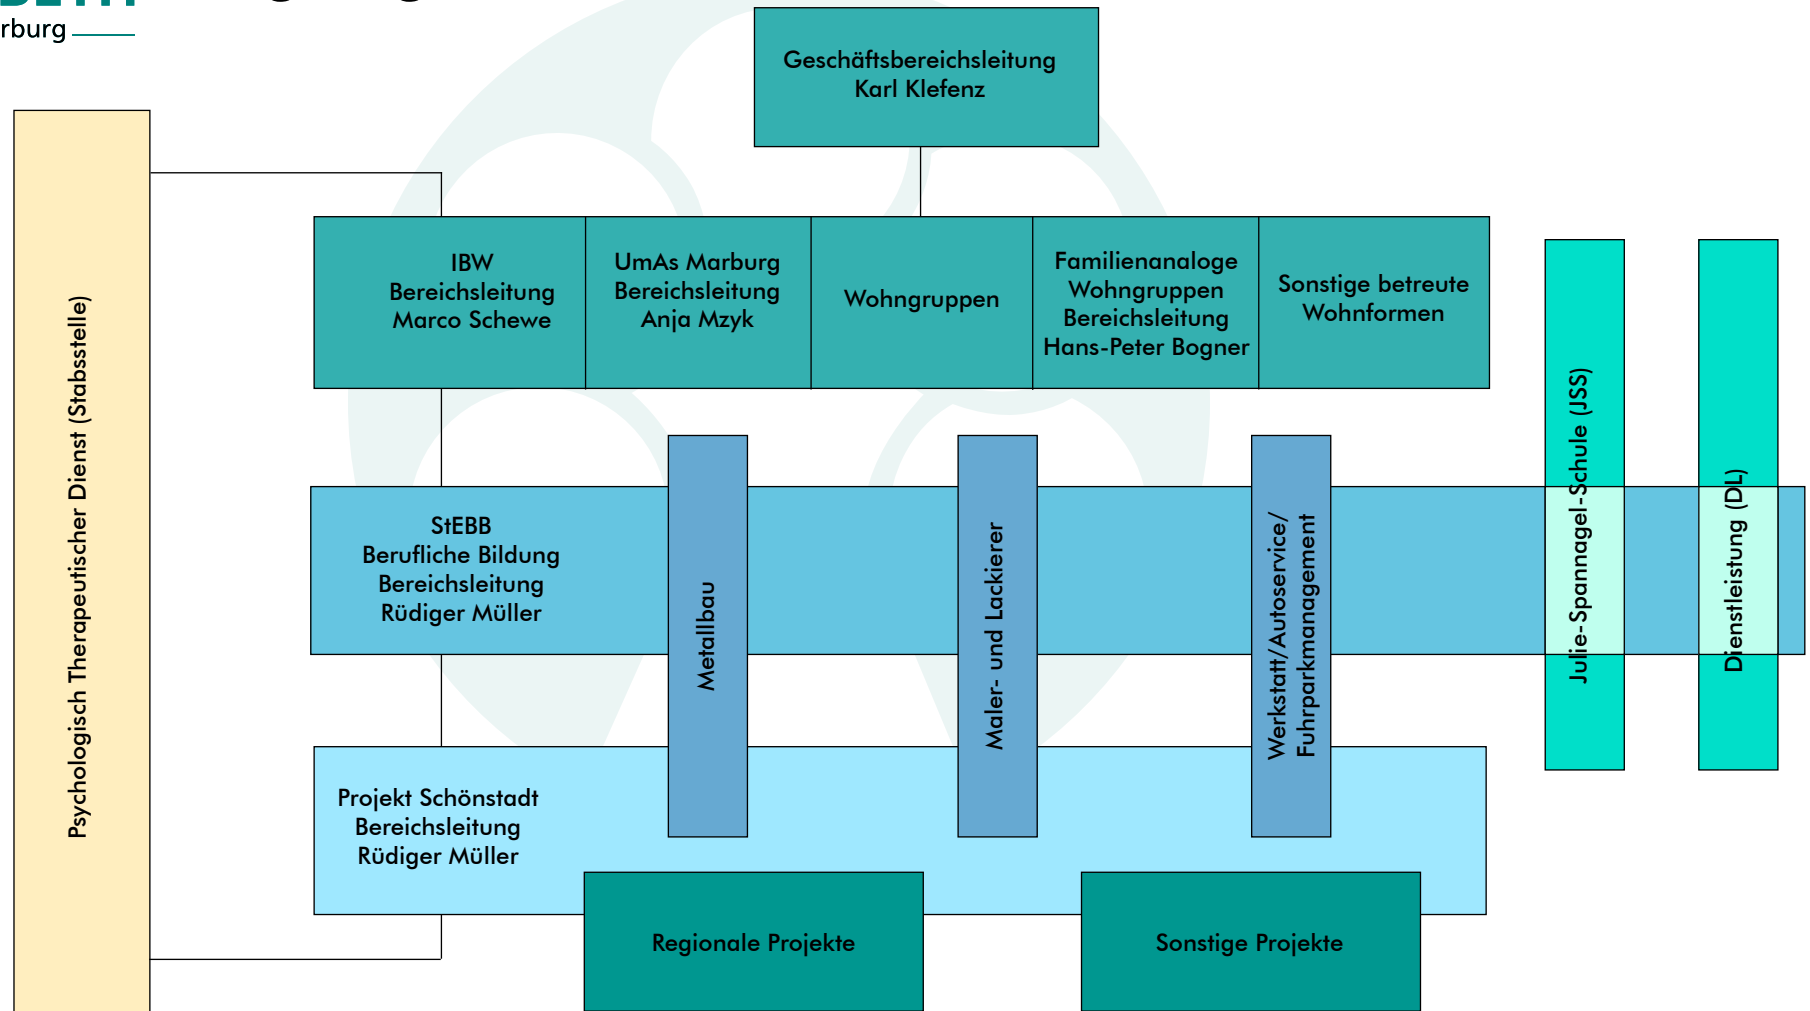 rburg
Geschäftsbereichsleitung
Karl Klefenz
Psychologisch Therapeutischer Dienst (Stabsstelle)
IBW
Bereichsleitung
Marco Schewe
UmAs Marburg
Bereichsleitung
Anja Mzyk
Wohngruppen
Familienanaloge
Wohngruppen
Bereichsleitung
Hans-Peter Bogner
Sonstige betreute
Wohnformen
Julie-Spannagel-Schule (JSS)
Dienstleistung (DL)
StEBB
Berufliche Bildung
Bereichsleitung
Rüdiger Müller
Metallbau
Maler- und Lackierer
Werkstatt/Autoservice/
Fuhrparkmanagement
Projekt Schönstadt
Bereichsleitung
Rüdiger Müller
Regionale Projekte
Sonstige Projekte